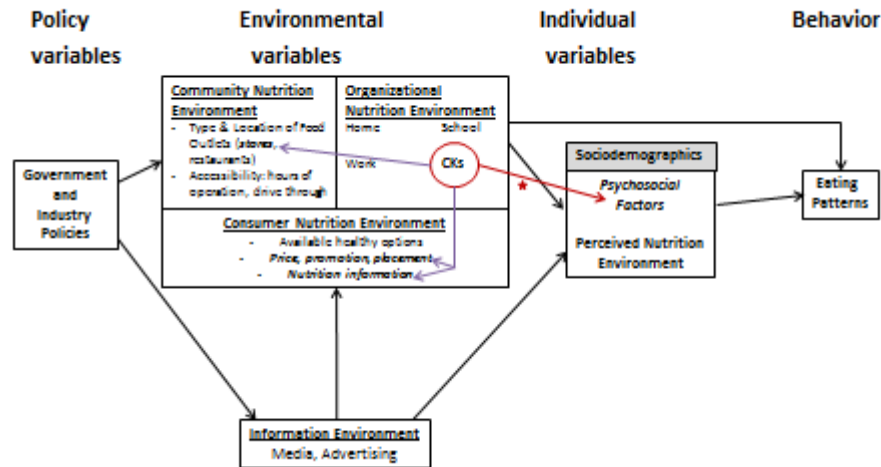 Policy
variables
Environmental
variables
Individual
variables
Behavior
Community Nutrition
Environment
- Type & Location of Food
Outlets (stores,
restaurants)
- Accessibility: hours of
operation, drive through
Organizational
Nutrition Environment
Home School
Work CKs
Consumer Nutrition Environment
- Available healthy options
- Price, promotion, placement
- Nutrition information
Government
and
Industry
Policies
*
Sociodemographics
Psychosocial
Factors
Perceived Nutrition
Environment
Eating
Patterns
Information Environment
Media, Advertising